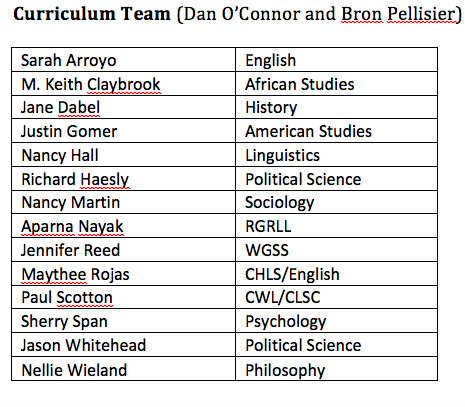 Curriculum Team (Dan O’Connor and Bron Pellisier)
Sarah Arroyo English
M. Keith Claybrook African Studies
Jane Dabel History
Justin Gomer American Studies
Nancy Hall Linguistics
Richard Haesly Political Science
Nancy Martin Sociology
Aparna Nayak RGRLL
Jennifer Reed WGSS
Maythee Rojas CHLS/English
Paul Scotton CWL/CLSC
Sherry Span Psychology
Jason Whitehead Political Science
Nellie Wieland Philosophy